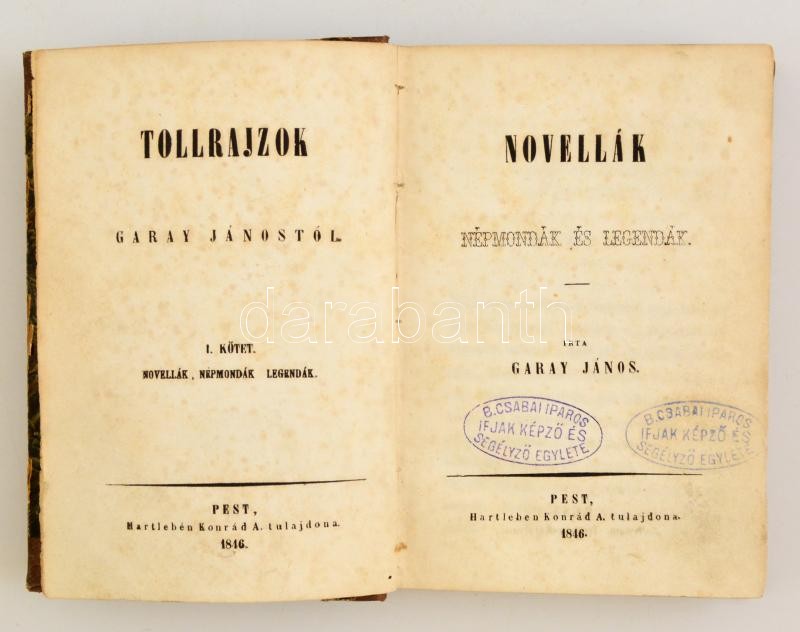 TOLLRAJZOK
GARAY JÁNOSTÓL.
I. KÖTET.
NOVELLÁK, NÉPMONDÁK LEGENDÁK.
PEST,
Hartleben Konrád A. tulajdona.
1846.
NOVELLÁK
NÉPMONDÁK ÉS LEGENDÁK.
IRTA
GARAY JÁNOS.
B. CSABAI IPAROS
IFJAK KÉPZŐ ÉS
SEGÉLYZŐ EGYLETE
B. CSABAI IPAROS
IFJAK KÉPZŐ ÉS
SEGÉLYZŐ EGYLETE
PEST,
Hartleben Konrád A. tulajdona.
1846.
darabanth